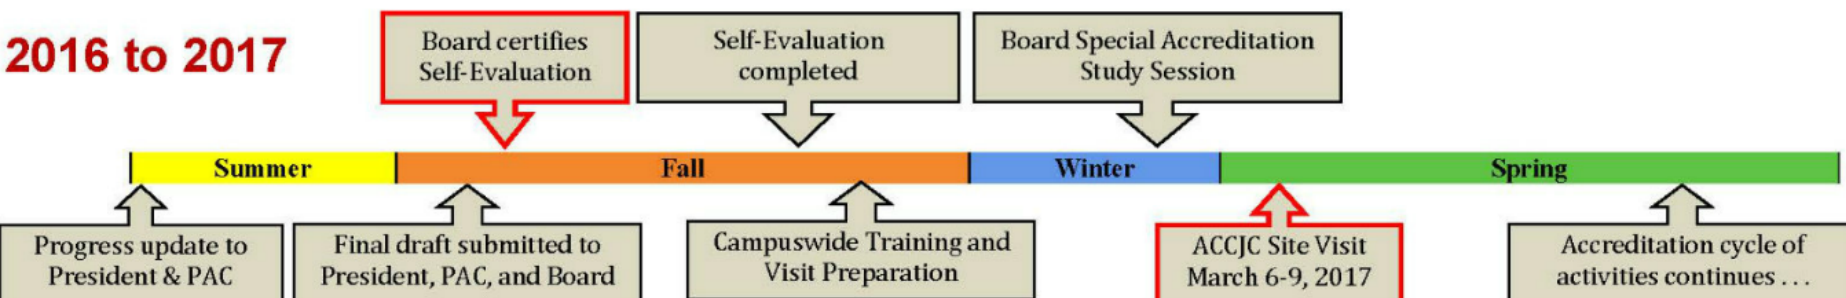 2016 to 2017
Board certifies
Self-Evaluation
Self-Evaluation
completed
Board Special Accreditation
Study Session
Summer
Fall
Winter
Spring
Progress update to
President & PAC
Final draft submitted to
President, PAC, and Board
Campuswide Training and
Visit Preparation
ACCJC Site Visit
March 6-9, 2017
Accreditation cycle of
activities continues . . .